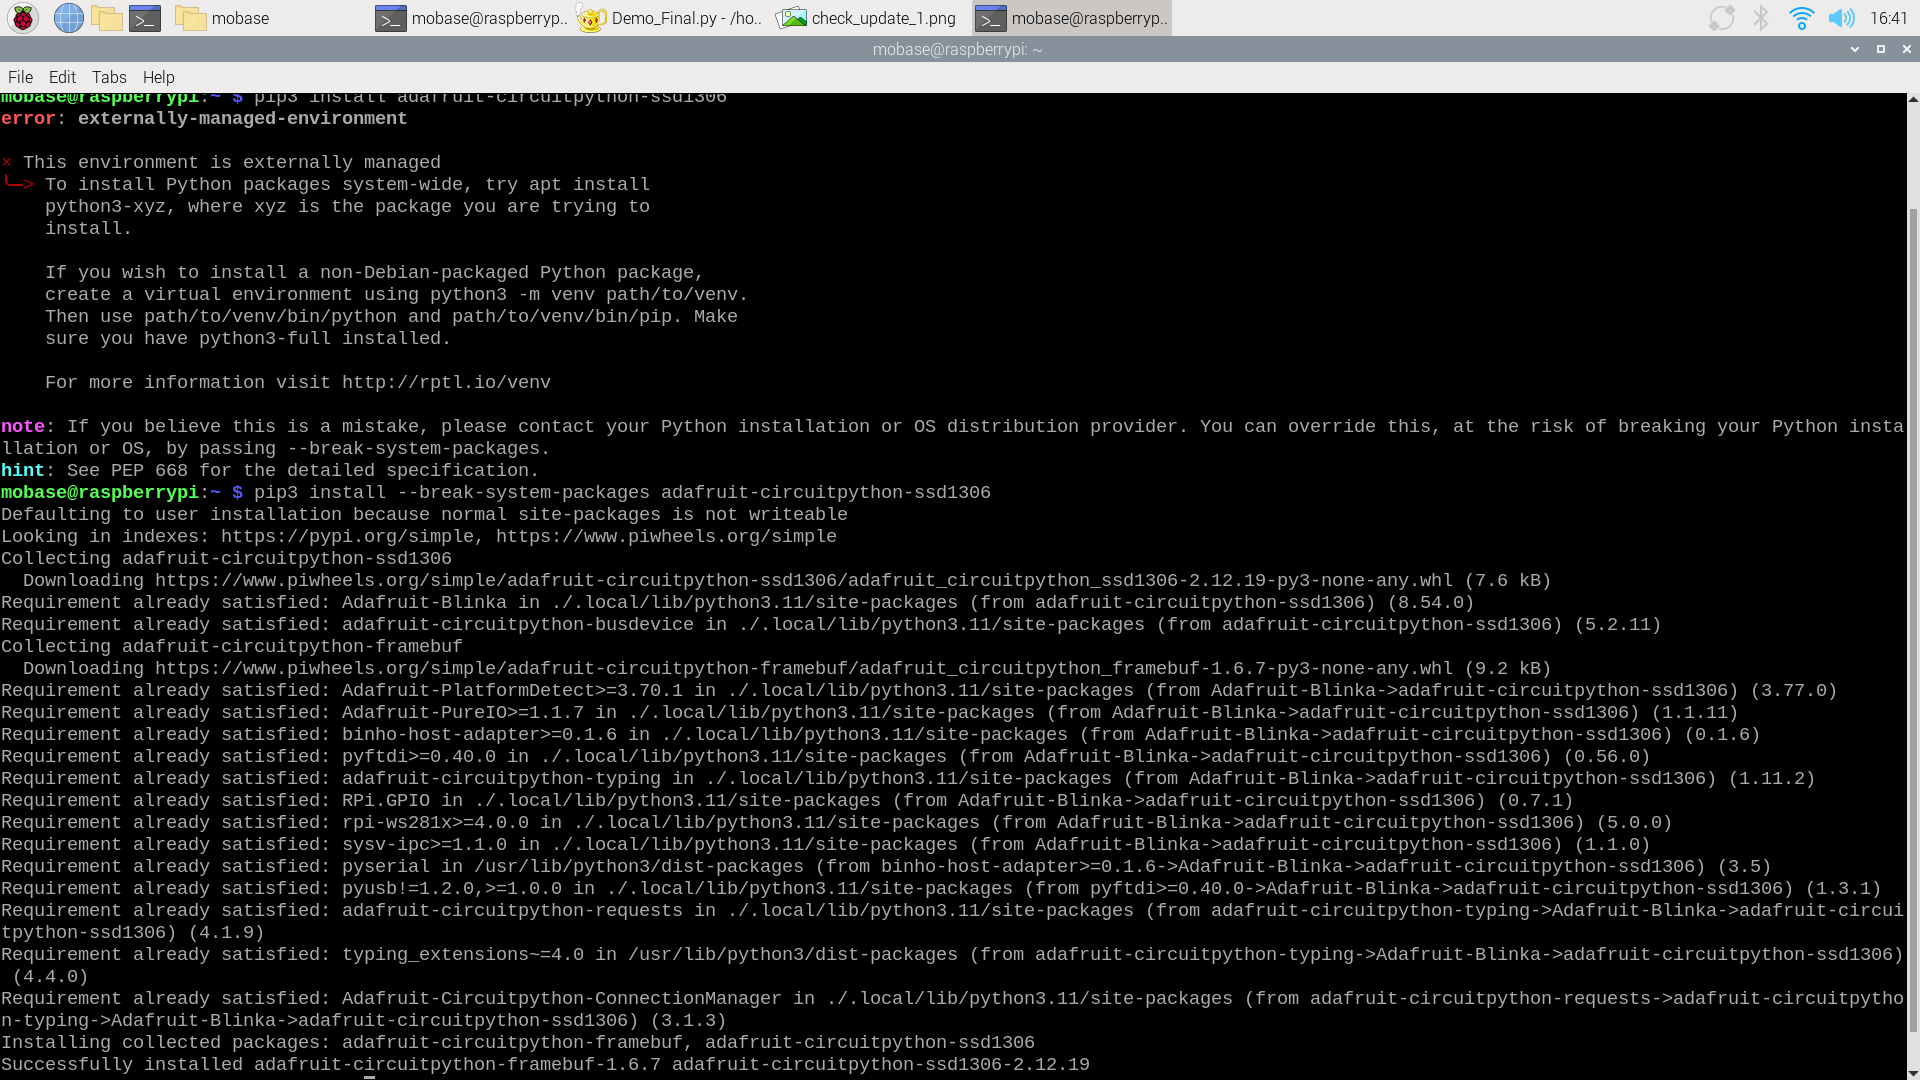 mobase
mobase@raspberryp..
Demo_Final.py - /ho..
check_update_1.png
mobase@raspberryp..
16:41
mobase@raspberrypi: ~
File Edit Tabs Help
mobase@raspberrypi:~ $ pip3 install adafruit-circuitpython-ssd1306
error: externally-managed-environment
× This environment is externally managed
╰─> To install Python packages system-wide, try apt install
python3-xyz, where xyz is the package you are trying to
install.
If you wish to install a non-Debian-packaged Python package,
create a virtual environment using python3 -m venv path/to/venv.
Then use path/to/venv/bin/python and path/to/venv/bin/pip. Make
sure you have python3-full installed.
For more information visit http://rptl.io/venv
note: If you believe this is a mistake, please contact your Python installation or OS distribution provider. You can override this, at the risk of breaking your Python insta
llation or OS, by passing --break-system-packages.
hint: See PEP 668 for the detailed specification.
mobase@raspberrypi:~ $ pip3 install --break-system-packages adafruit-circuitpython-ssd1306
Defaulting to user installation because normal site-packages is not writeable
Looking in indexes: https://pypi.org/simple, https://www.piwheels.org/simple
Collecting adafruit-circuitpython-ssd1306
Downloading https://www.piwheels.org/simple/adafruit-circuitpython-ssd1306/adafruit_circuitpython_ssd1306-2.12.19-py3-none-any.whl (7.6 kB)
Requirement already satisfied: Adafruit-Blinka in ./.local/lib/python3.11/site-packages (from adafruit-circuitpython-ssd1306) (8.54.0)
Requirement already satisfied: adafruit-circuitpython-busdevice in ./.local/lib/python3.11/site-packages (from adafruit-circuitpython-ssd1306) (5.2.11)
Collecting adafruit-circuitpython-framebuf
Downloading https://www.piwheels.org/simple/adafruit-circuitpython-framebuf/adafruit_circuitpython_framebuf-1.6.7-py3-none-any.whl (9.2 kB)
Requirement already satisfied: Adafruit-PlatformDetect>=3.70.1 in ./.local/lib/python3.11/site-packages (from Adafruit-Blinka->adafruit-circuitpython-ssd1306) (3.77.0)
Requirement already satisfied: Adafruit-PureIO>=1.1.7 in ./.local/lib/python3.11/site-packages (from Adafruit-Blinka->adafruit-circuitpython-ssd1306) (1.1.11)
Requirement already satisfied: binho-host-adapter>=0.1.6 in ./.local/lib/python3.11/site-packages (from Adafruit-Blinka->adafruit-circuitpython-ssd1306) (0.1.6)
Requirement already satisfied: pyftdi>=0.40.0 in ./.local/lib/python3.11/site-packages (from Adafruit-Blinka->adafruit-circuitpython-ssd1306) (0.56.0)
Requirement already satisfied: adafruit-circuitpython-typing in ./.local/lib/python3.11/site-packages (from Adafruit-Blinka->adafruit-circuitpython-ssd1306) (1.11.2)
Requirement already satisfied: RPi.GPIO in ./.local/lib/python3.11/site-packages (from Adafruit-Blinka->adafruit-circuitpython-ssd1306) (0.7.1)
Requirement already satisfied: rpi-ws281x>=4.0.0 in ./.local/lib/python3.11/site-packages (from Adafruit-Blinka->adafruit-circuitpython-ssd1306) (5.0.0)
Requirement already satisfied: sysv-ipc>=1.1.0 in ./.local/lib/python3.11/site-packages (from Adafruit-Blinka->adafruit-circuitpython-ssd1306) (1.1.0)
Requirement already satisfied: pyserial in /usr/lib/python3/dist-packages (from binho-host-adapter>=0.1.6->Adafruit-Blinka->adafruit-circuitpython-ssd1306) (3.5)
Requirement already satisfied: pyusb!=1.2.0,>=1.0.0 in ./.local/lib/python3.11/site-packages (from pyftdi>=0.40.0->Adafruit-Blinka->adafruit-circuitpython-ssd1306) (1.3.1)
Requirement already satisfied: adafruit-circuitpython-requests in ./.local/lib/python3.11/site-packages (from adafruit-circuitpython-typing->Adafruit-Blinka->adafruit-circui
tpython-ssd1306) (4.1.9)
Requirement already satisfied: typing_extensions~=4.0 in /usr/lib/python3/dist-packages (from adafruit-circuitpython-typing->Adafruit-Blinka->adafruit-circuitpython-ssd1306)
(4.4.0)
Requirement already satisfied: Adafruit-Circuitpython-ConnectionManager in ./.local/lib/python3.11/site-packages (from adafruit-circuitpython-requests->adafruit-circuitpytho
n-typing->Adafruit-Blinka->adafruit-circuitpython-ssd1306) (3.1.3)
Installing collected packages: adafruit-circuitpython-framebuf, adafruit-circuitpython-ssd1306
Successfully installed adafruit-circuitpython-framebuf-1.6.7 adafruit-circuitpython-ssd1306-2.12.19